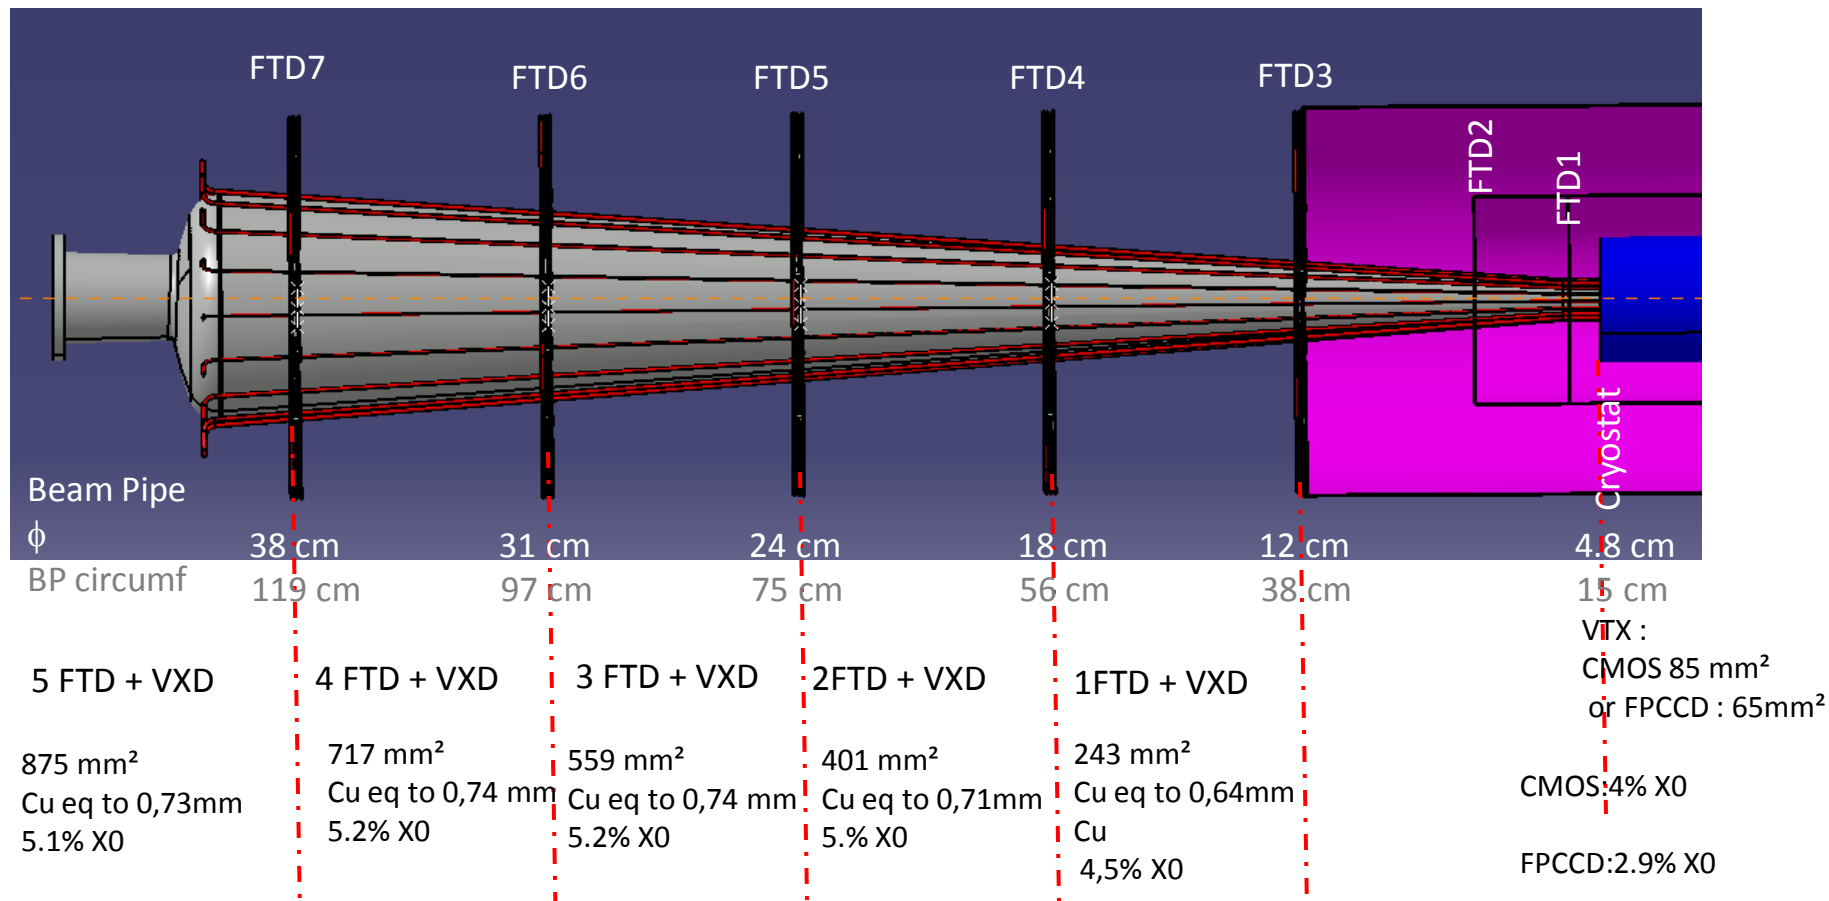 FTD7
FTD6
FTD5
FTD4
FTD3
FTD2
FTD1
Cryostat
Beam Pipe
ϕ 38 cm 31 cm 24 cm 18 cm 12 cm 4.8 cm
BP circumf 119 cm 97 cm 75 cm 56 cm 38 cm 15 cm
5 FTD + VXD
875 mm²
Cu eq to 0,73mm
5.1% X0
4 FTD + VXD
717 mm²
Cu eq to 0,74 mm
5.2% X0
3 FTD + VXD
559 mm²
Cu eq to 0,74 mm
5.2% X0
2FTD + VXD
401 mm²
Cu eq to 0,71mm
5.% X0
1FTD + VXD
243 mm²
Cu eq to 0,64mm
Cu
4,5% X0
VTX :
CMOS 85 mm²
or FPCCD : 65mm²
CMOS:4% X0
FPCCD:2.9% X0